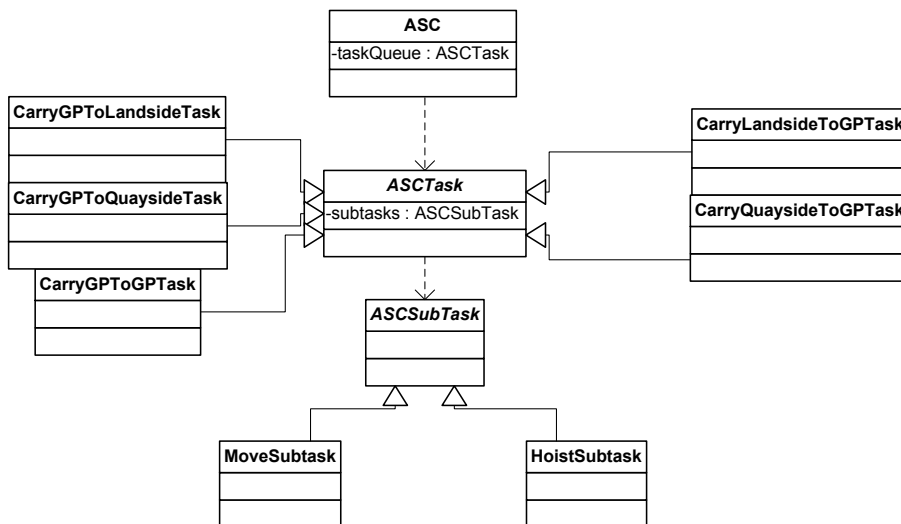 ASC
-taskQueue : ASCTask
CarryGPToLandsideTask
CarryLandsideToGPTask
ASCTask
CarryGPToQuaysideTask
CarryQuaysideToGPTask
-subtasks : ASCSubTask
CarryGPToGPTask
ASCSubTask
MoveSubtask
HoistSubtask